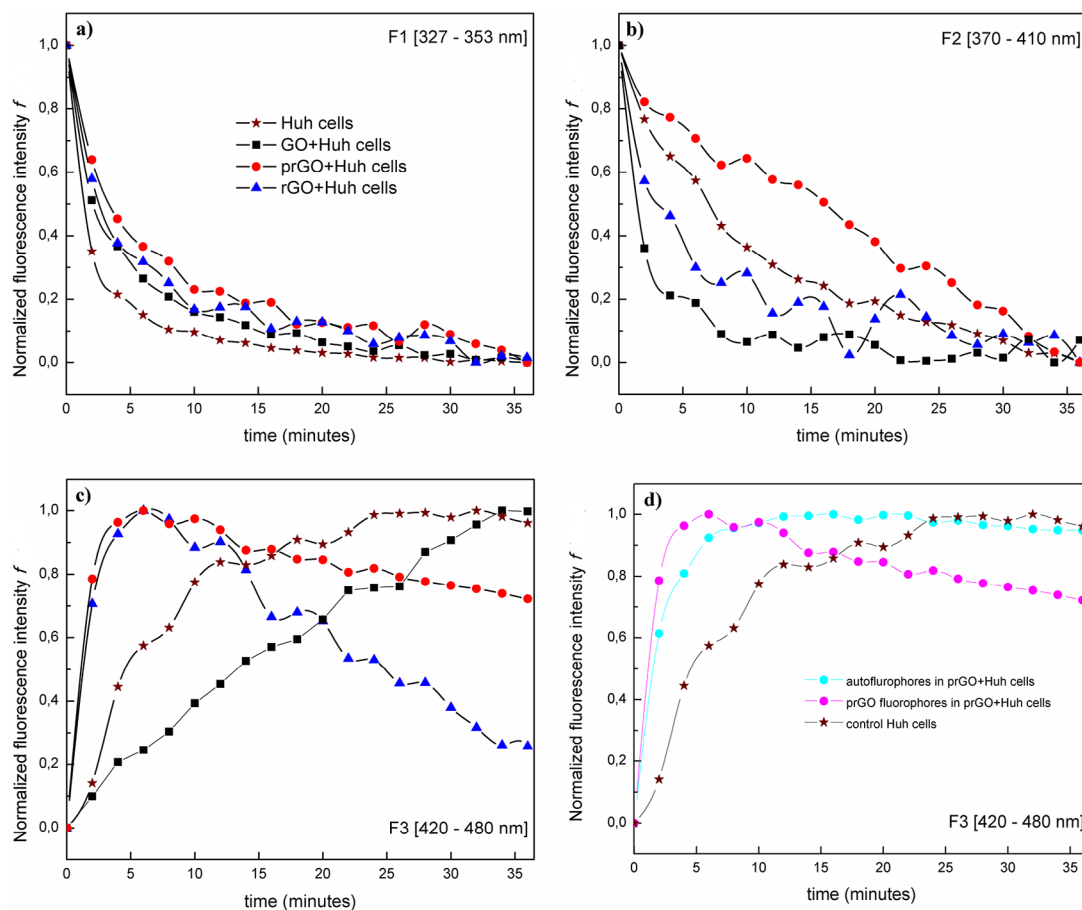 a)
F1 [327 - 353 nm]
Normalized fluorescence intensity f
1,0
0,8
0,6
0,4
0,2
0,0
Huh cells
GO+Huh cells
prGO+Huh cells
rGO+Huh cells
0 5 10 15 20 25 30 35
time (minutes)
b)
F2 [370 - 410 nm]
Normalized fluorescence intensity f
1,0
0,8
0,6
0,4
0,2
0,0
0 5 10 15 20 25 30 35
time (minutes)
c)
Normalized fluorescence intensity f
1,0
0,8
0,6
0,4
0,2
0,0
F3 [420 - 480 nm]
0 5 10 15 20 25 30 35
time (minutes)
d)
Normalized fluorescence intensity f
1,0
0,8
0,6
0,4
0,2
0,0
autoflurophores in prGO+Huh cells
prGO fluorophores in prGO+Huh cells
control Huh cells
F3 [420 - 480 nm]
0 5 10 15 20 25 30 35
time (minutes)